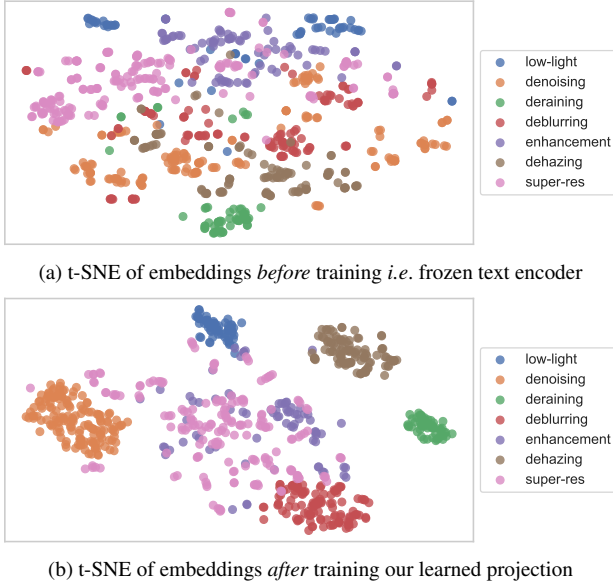 low-light
denoising
deraining
deblurring
enhancement
dehazing
super-res
(a) t-SNE of embeddings before training i.e. frozen text encoder
low-light
denoising
deraining
deblurring
enhancement
dehazing
super-res
(b) t-SNE of embeddings after training our learned projection